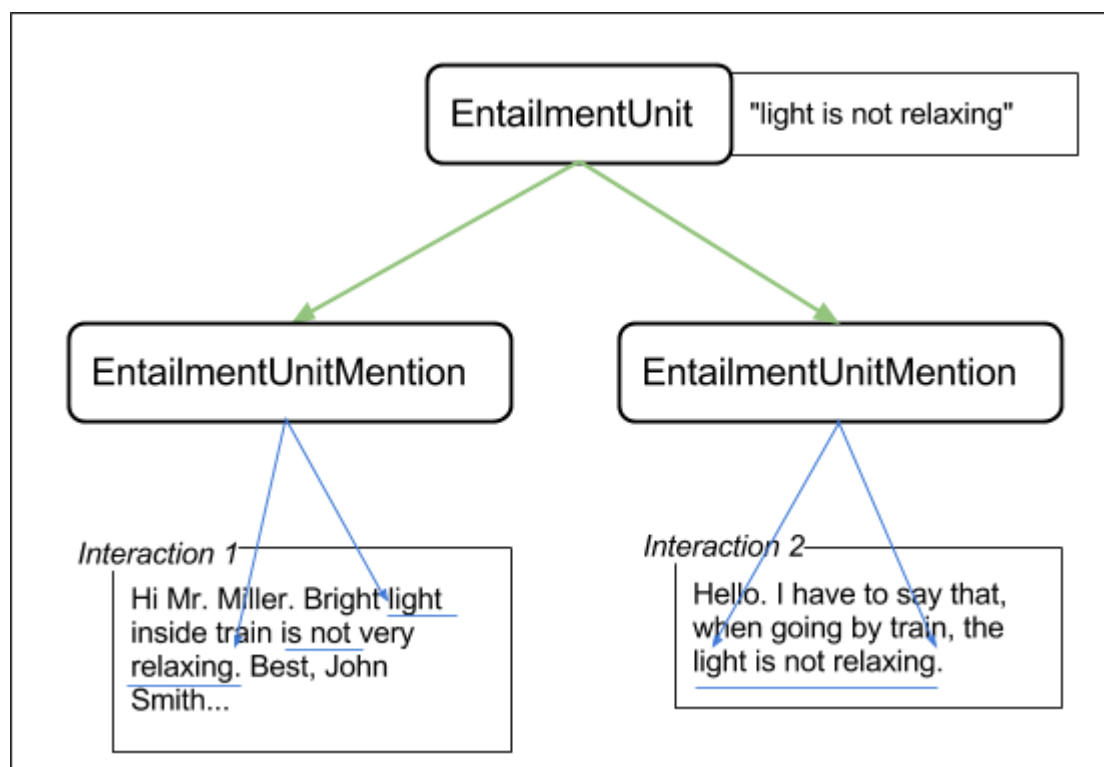 EntailmentUnit
"light is not relaxing"
EntailmentUnitMention
EntailmentUnitMention
Interaction 1
Hi Mr. Miller. Bright light
inside train is not very
relaxing. Best, John
Smith...
Interaction 2
Hello. I have to say that,
when going by train, the
light is not relaxing.